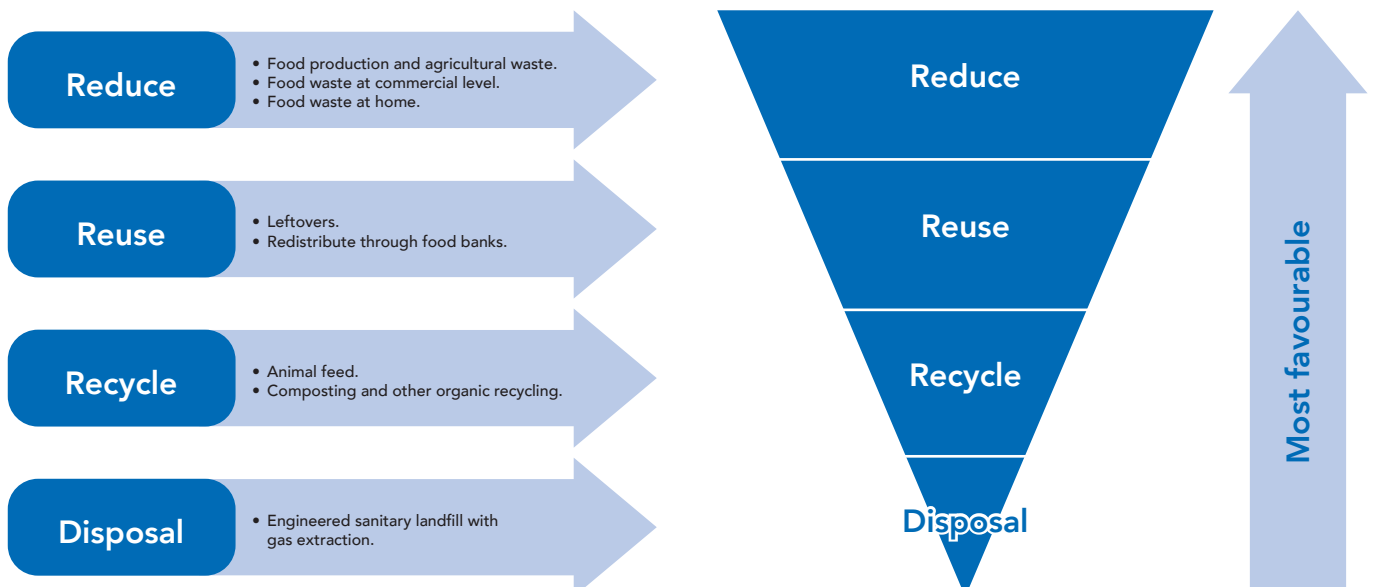 Reduce
• Food production and agricultural waste.
• Food waste at commercial level.
• Food waste at home.
Reuse
• Leftovers.
• Redistribute through food banks.
Recycle
• Animal feed.
• Composting and other organic recycling.
Disposal
• Engineered sanitary landfill with
gas extraction.
Reduce
Reuse
Recycle
Disposal
Most favourable